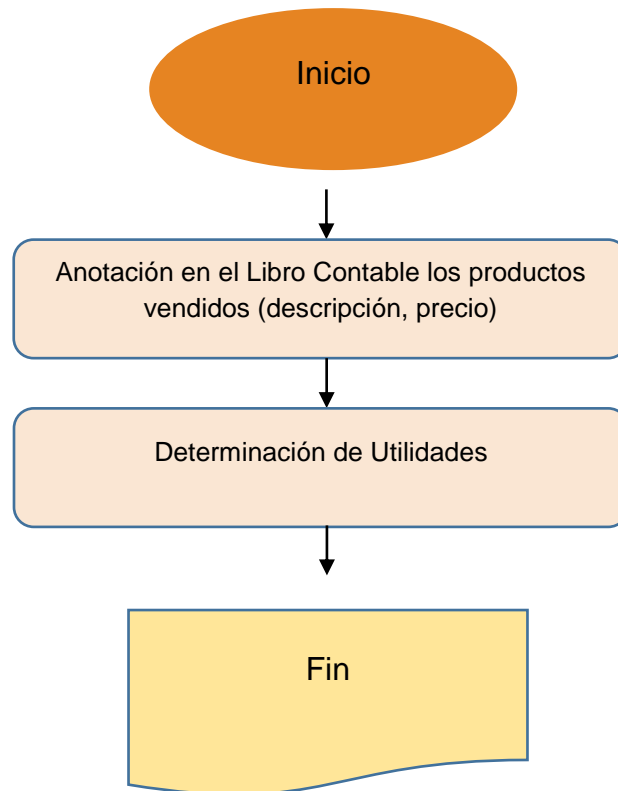 Inicio
Anotación en el Libro Contable los productos
vendidos (descripción, precio)
Determinación de Utilidades
Fin